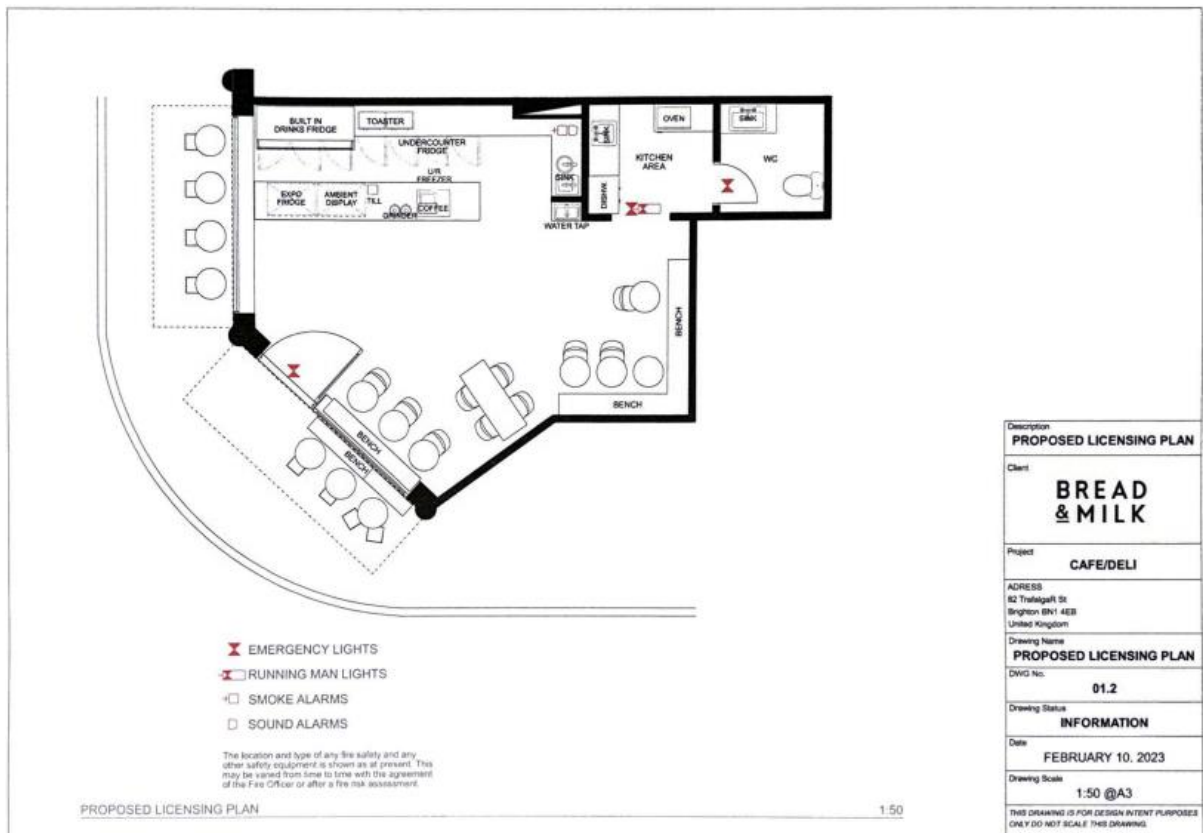 BUILT IN
DRINKS FRIDGE
TOASTER
UNDERCOUNTER
FRIDGE
U/R
FREEZER
EXPO
FRIDGE
AMBIENT
DISPLAY
TILL
GRINDER
COFFEE
SINK
WATER TAP
SINK
DISHW.
OVEN
KITCHEN
AREA
SINK
WC
BENCH
BENCH
BENCH
BENCH
EMERGENCY LIGHTS
RUNNING MAN LIGHTS
SMOKE ALARMS
SOUND ALARMS
The location and type of any fire safety and any
other safety equipment is shown as at present. This
may be varied from time to time with the agreement
of the Fire Officer or after a fire risk assessment.
PROPOSED LICENSING PLAN
1:50
Description
PROPOSED LICENSING PLAN
Client
BREAD
& MILK
Project
CAFE/DELI
ADRESS
82 TrafalgaR St
Brighton BN1 4EB
United Kingdom
Drawing Name
PROPOSED LICENSING PLAN
DWG No.
01.2
Drawing Status
INFORMATION
Date
FEBRUARY 10. 2023
Drawing Scale
1:50 @A3
THIS DRAWING IS FOR DESIGN INTENT PURPOSES
ONLY DO NOT SCALE THIS DRAWING.